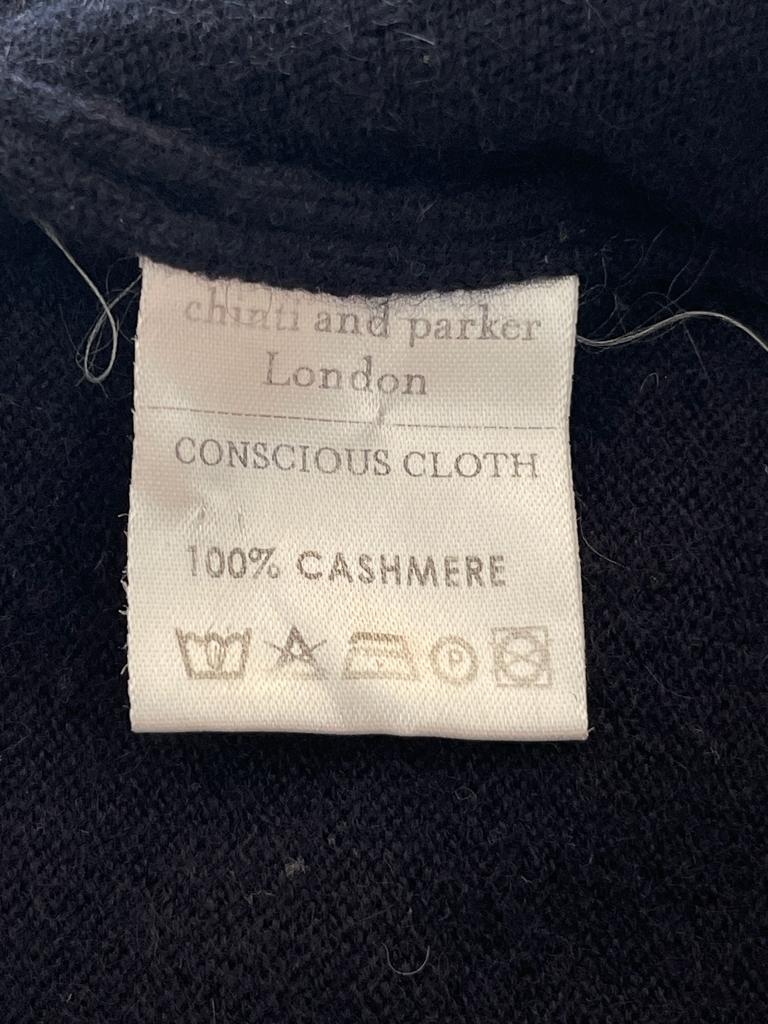 chinti and parker
London
CONSCIOUS CLOTH
100% CASHMERE
P